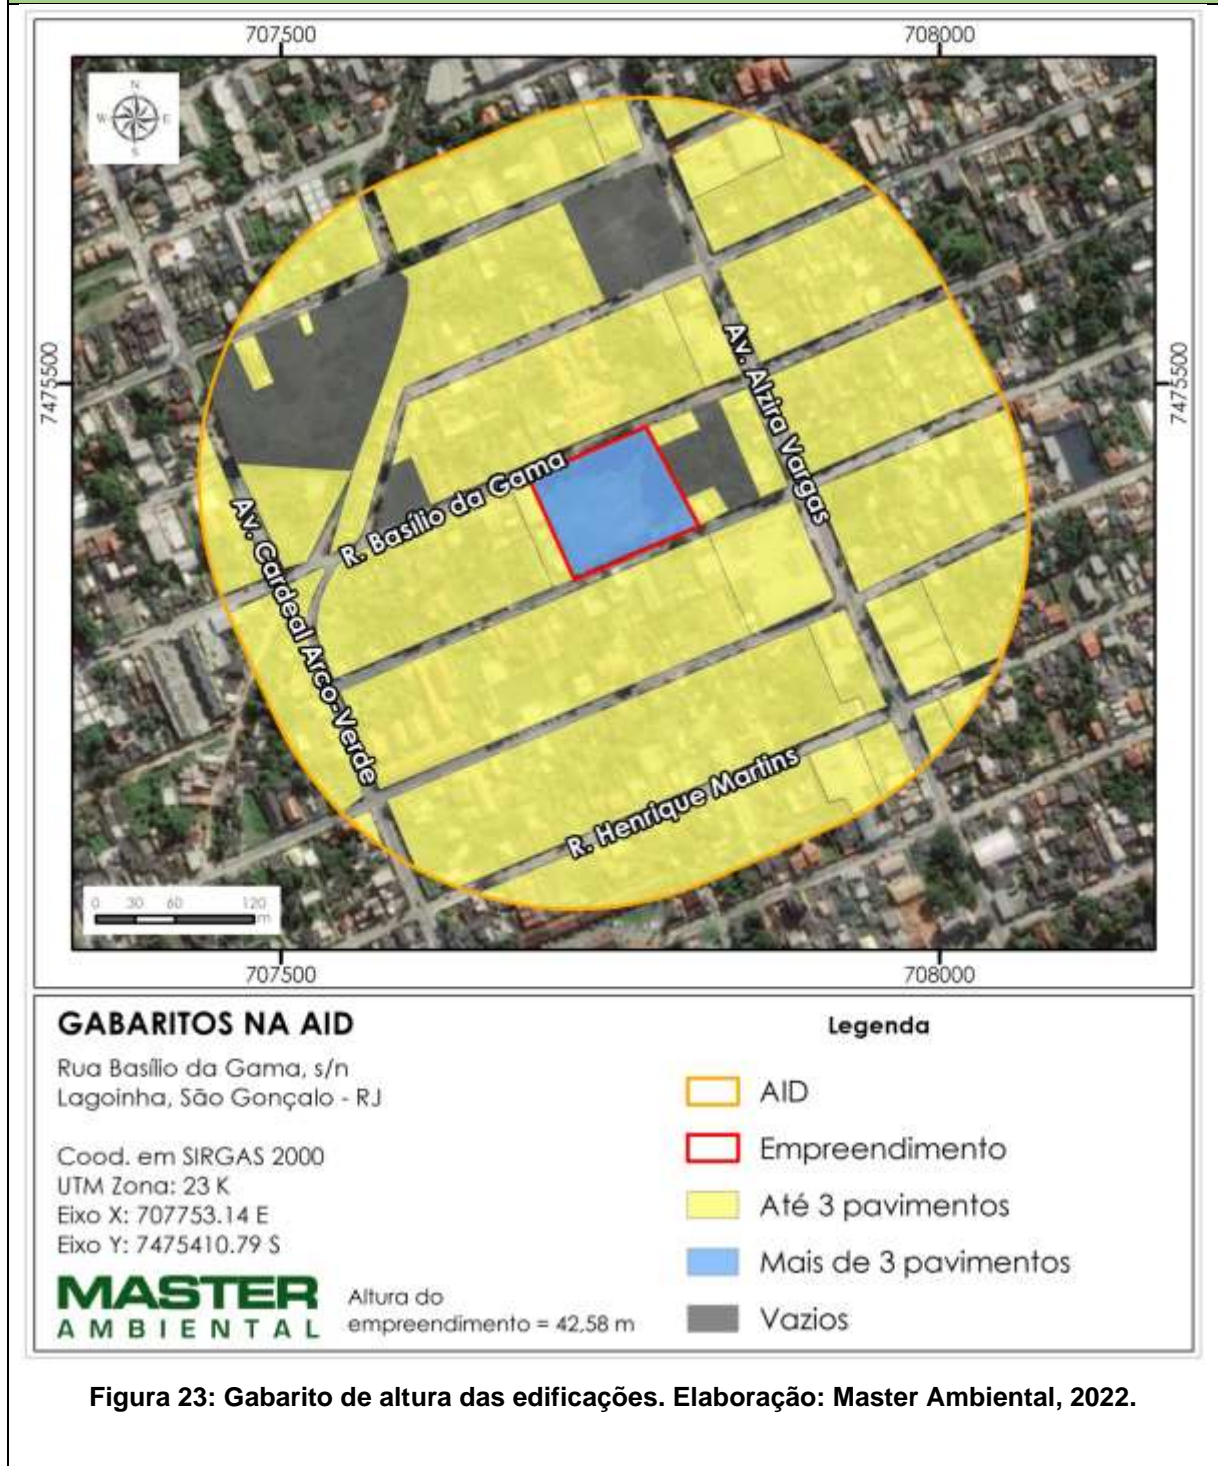 707500 708000
N
W E
S
7475500 7475500
Av. Alzira Vargas
R. Basílio da Gama
Av. Cardeal Arco-Verde
R. Henrique Martins
0 30 60 120
m
707500 708000
GABARITOS NA AID
Rua Basílio da Gama, s/n
Lagoinha, São Gonçalo - RJ
Cood. em SIRGAS 2000
UTM Zona: 23 K
Eixo X: 707753.14 E
Eixo Y: 7475410.79 S
MASTER
AMBIENTAL
Altura do
empreendimento = 42,58 m
Legenda
AID
Empreendimento
Até 3 pavimentos
Mais de 3 pavimentos
Vazios
Figura 23: Gabarito de altura das edificações. Elaboração: Master Ambiental, 2022.